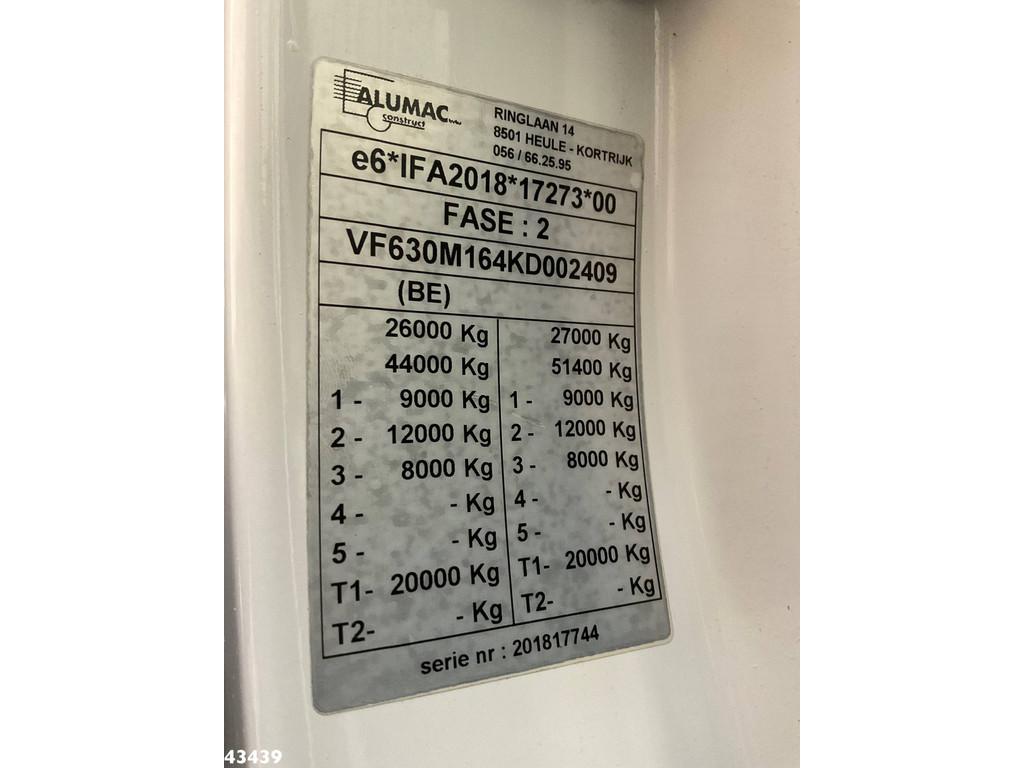 ALUMAC bvba
construct
RINGLAAN 14
8501 HEULE - KORTRIJK
056 / 66.25.95
e6*IFA2018*17273*00
FASE : 2
VF630M164KD002409
(BE)
26000 Kg 27000 Kg
44000 Kg 51400 Kg
1 - 9000 Kg 1 - 9000 Kg
2 - 12000 Kg 2 - 12000 Kg
3 - 8000 Kg 3 - 8000 Kg
4 - - Kg 4 - - Kg
5 - - Kg 5 - - Kg
T1- 20000 Kg T1- 20000 Kg
T2- - Kg T2- - Kg
serie nr : 201817744
43439